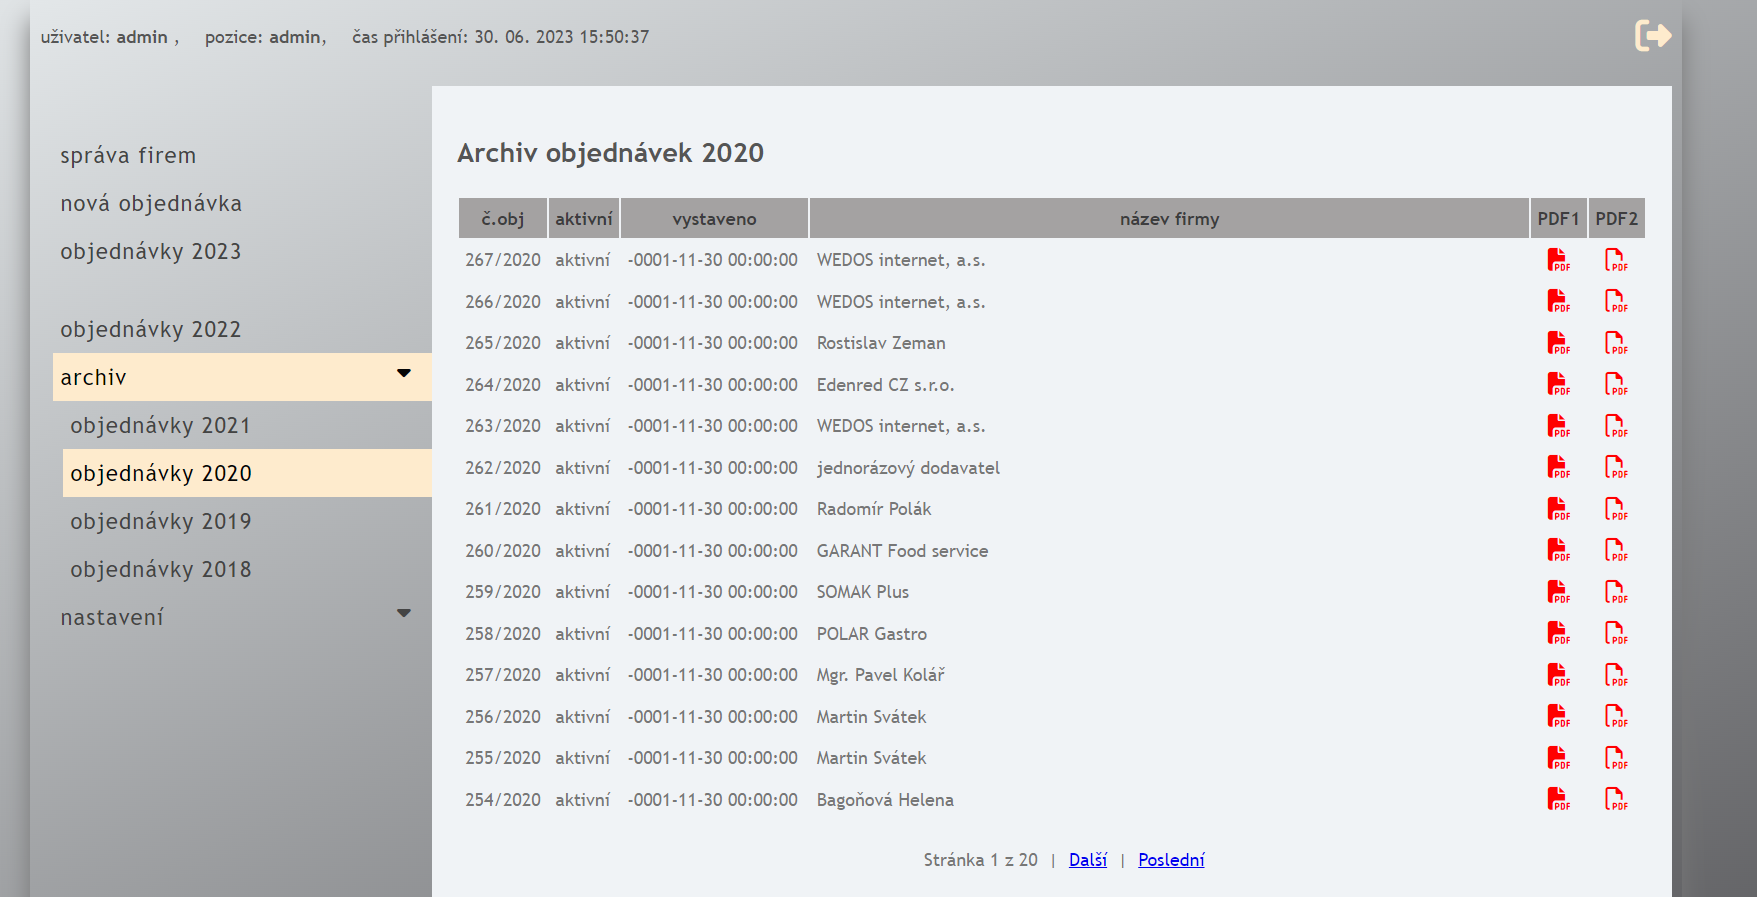 uživatel: admin , pozice: admin, čas přihlášení: 30. 06. 2023 15:50:37
správa firem
nová objednávka
objednávky 2023
objednávky 2022
archiv
objednávky 2021
objednávky 2020
objednávky 2019
objednávky 2018
nastavení
Archiv objednávek 2020
č.obj aktivní vystaveno název firmy PDF1 PDF2
267/2020 aktivní -0001-11-30 00:00:00 WEDOS internet, a.s. PDF PDF
266/2020 aktivní -0001-11-30 00:00:00 WEDOS internet, a.s. PDF PDF
265/2020 aktivní -0001-11-30 00:00:00 Rostislav Zeman PDF PDF
264/2020 aktivní -0001-11-30 00:00:00 Edenred CZ s.r.o. PDF PDF
263/2020 aktivní -0001-11-30 00:00:00 WEDOS internet, a.s. PDF PDF
262/2020 aktivní -0001-11-30 00:00:00 jednorázový dodavatel PDF PDF
261/2020 aktivní -0001-11-30 00:00:00 Radomír Polák PDF PDF
260/2020 aktivní -0001-11-30 00:00:00 GARANT Food service PDF PDF
259/2020 aktivní -0001-11-30 00:00:00 SOMAK Plus PDF PDF
258/2020 aktivní -0001-11-30 00:00:00 POLAR Gastro PDF PDF
257/2020 aktivní -0001-11-30 00:00:00 Mgr. Pavel Kolář PDF PDF
256/2020 aktivní -0001-11-30 00:00:00 Martin Svátek PDF PDF
255/2020 aktivní -0001-11-30 00:00:00 Martin Svátek PDF PDF
254/2020 aktivní -0001-11-30 00:00:00 Bagoňová Helena PDF PDF
Stránka 1 z 20 | Další | Poslední